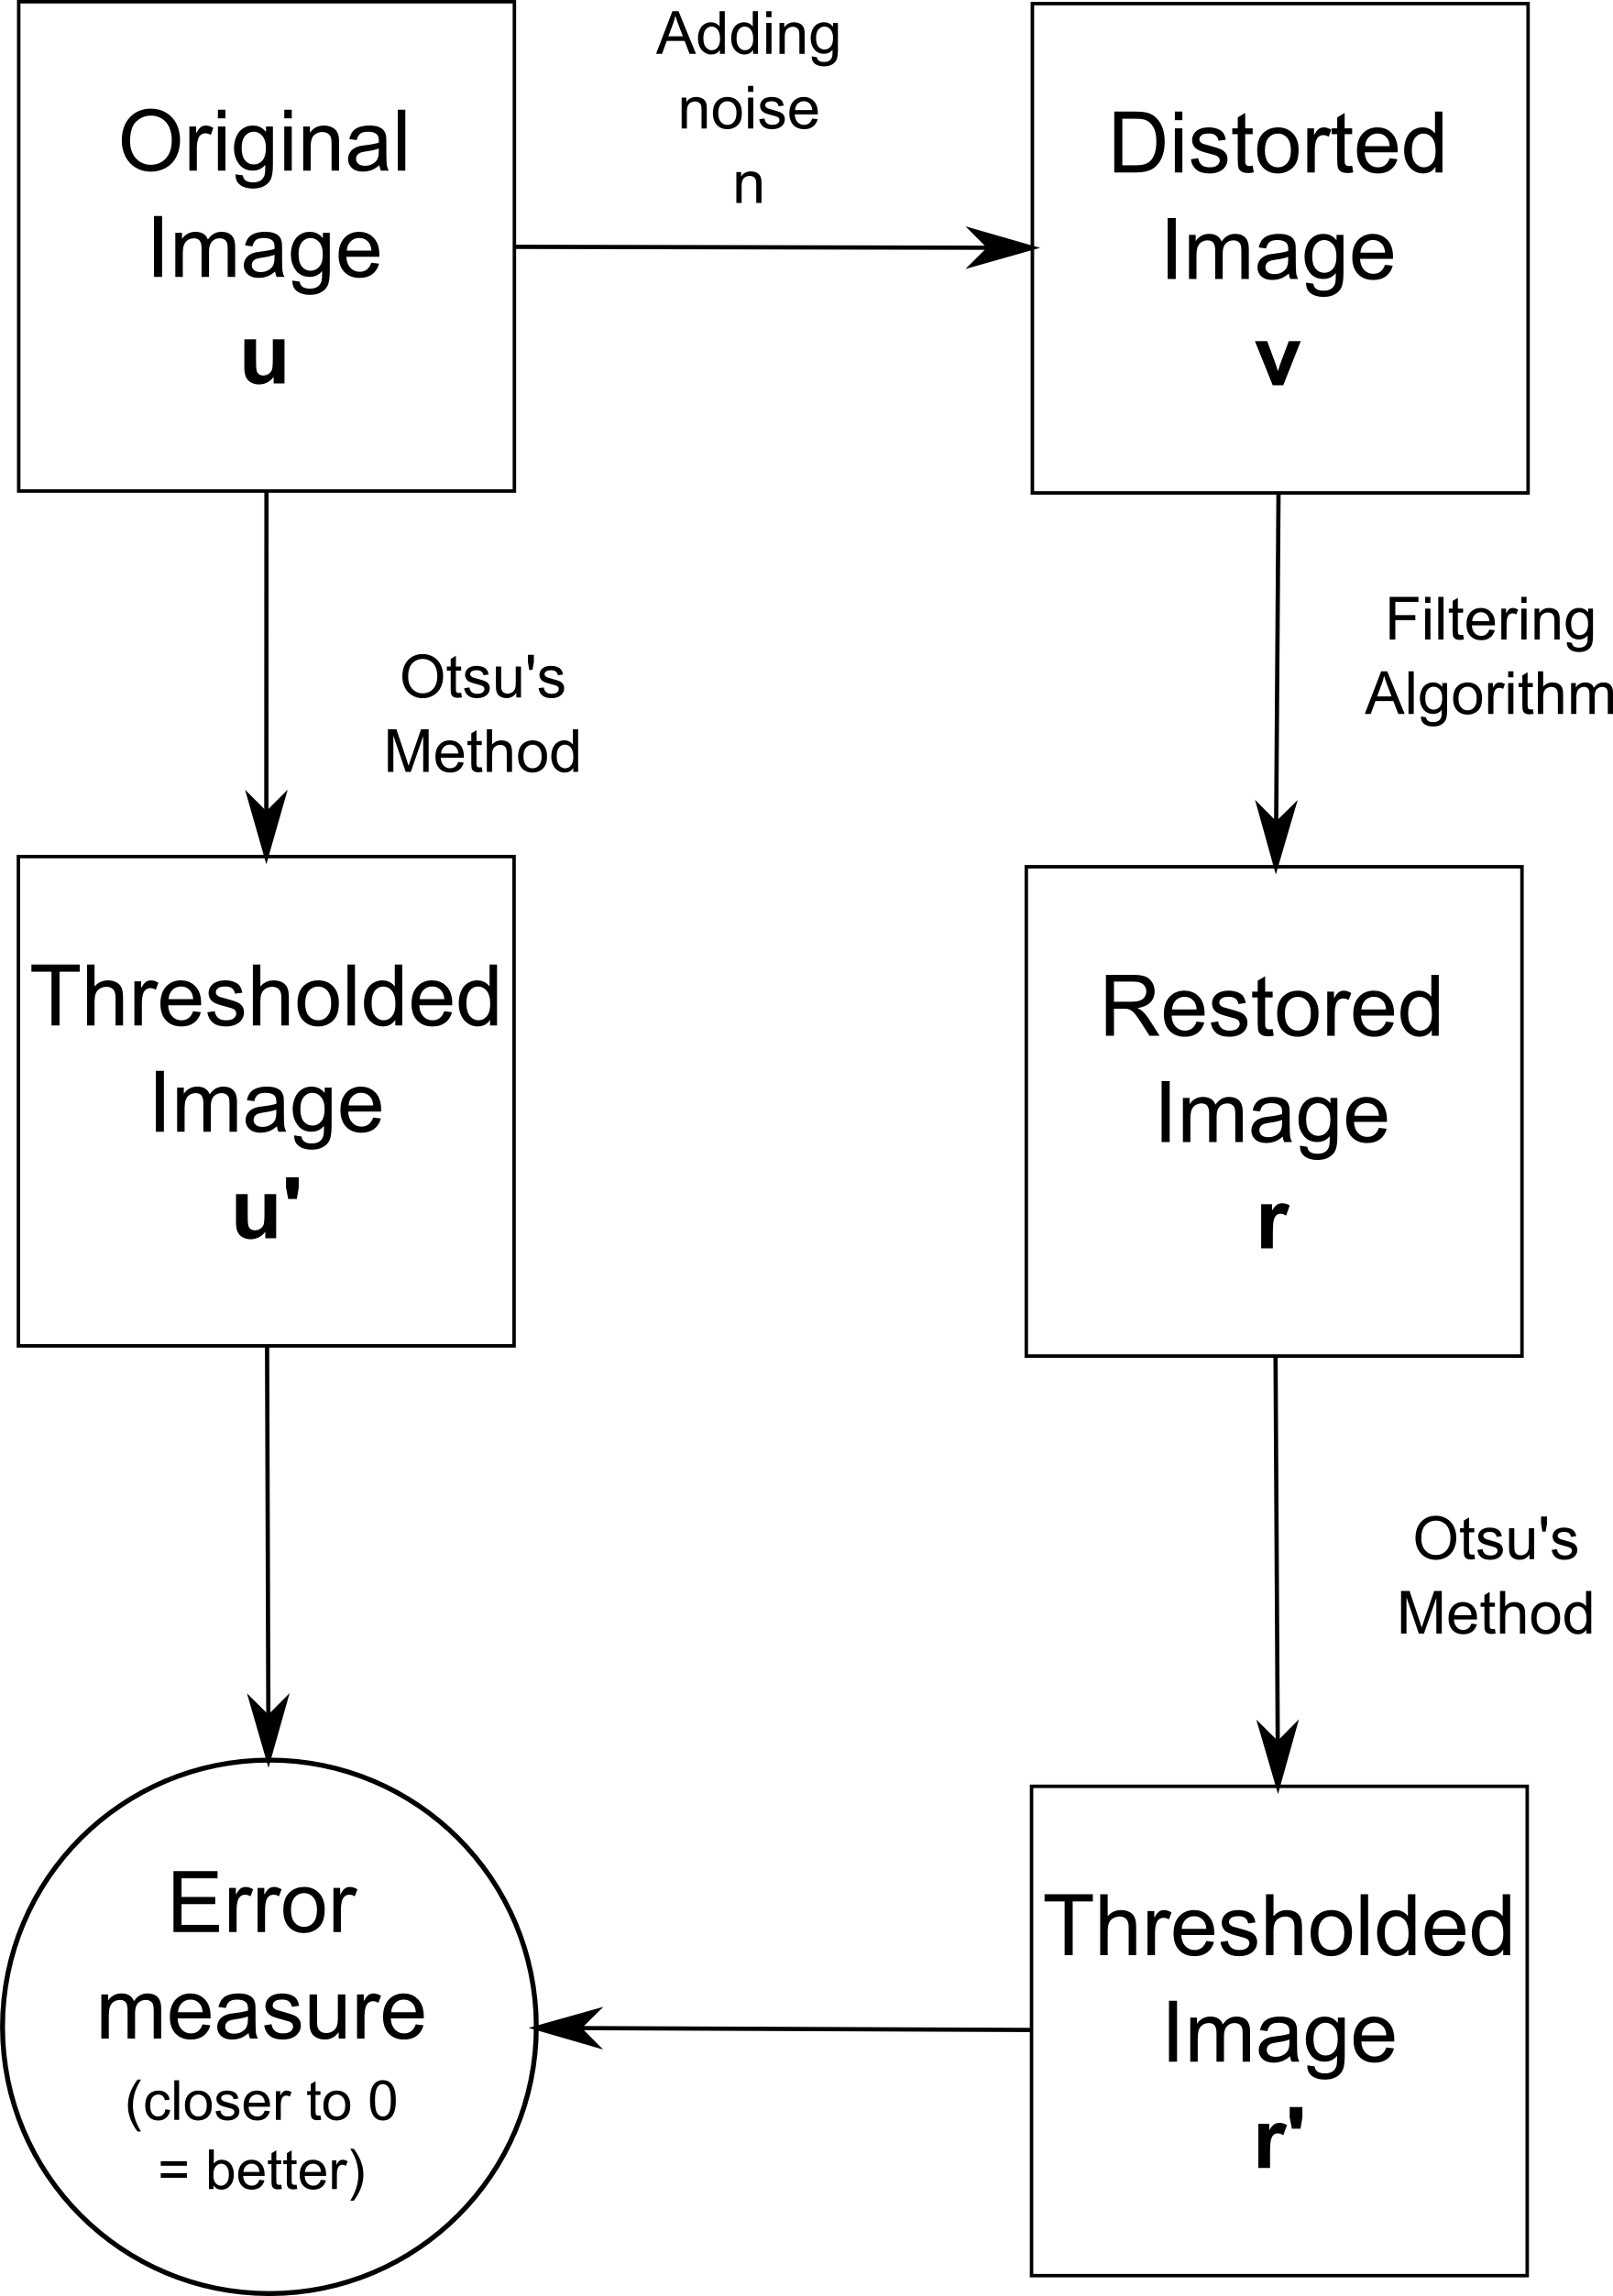 Original
Image
u
Adding
noise
n
Distorted
Image
v
Otsu's
Method
Filtering
Algorithm
Thresholded
Image
u'
Restored
Image
r
Otsu's
Method
Error
measure
(closer to 0
= better)
Thresholded
Image
r'